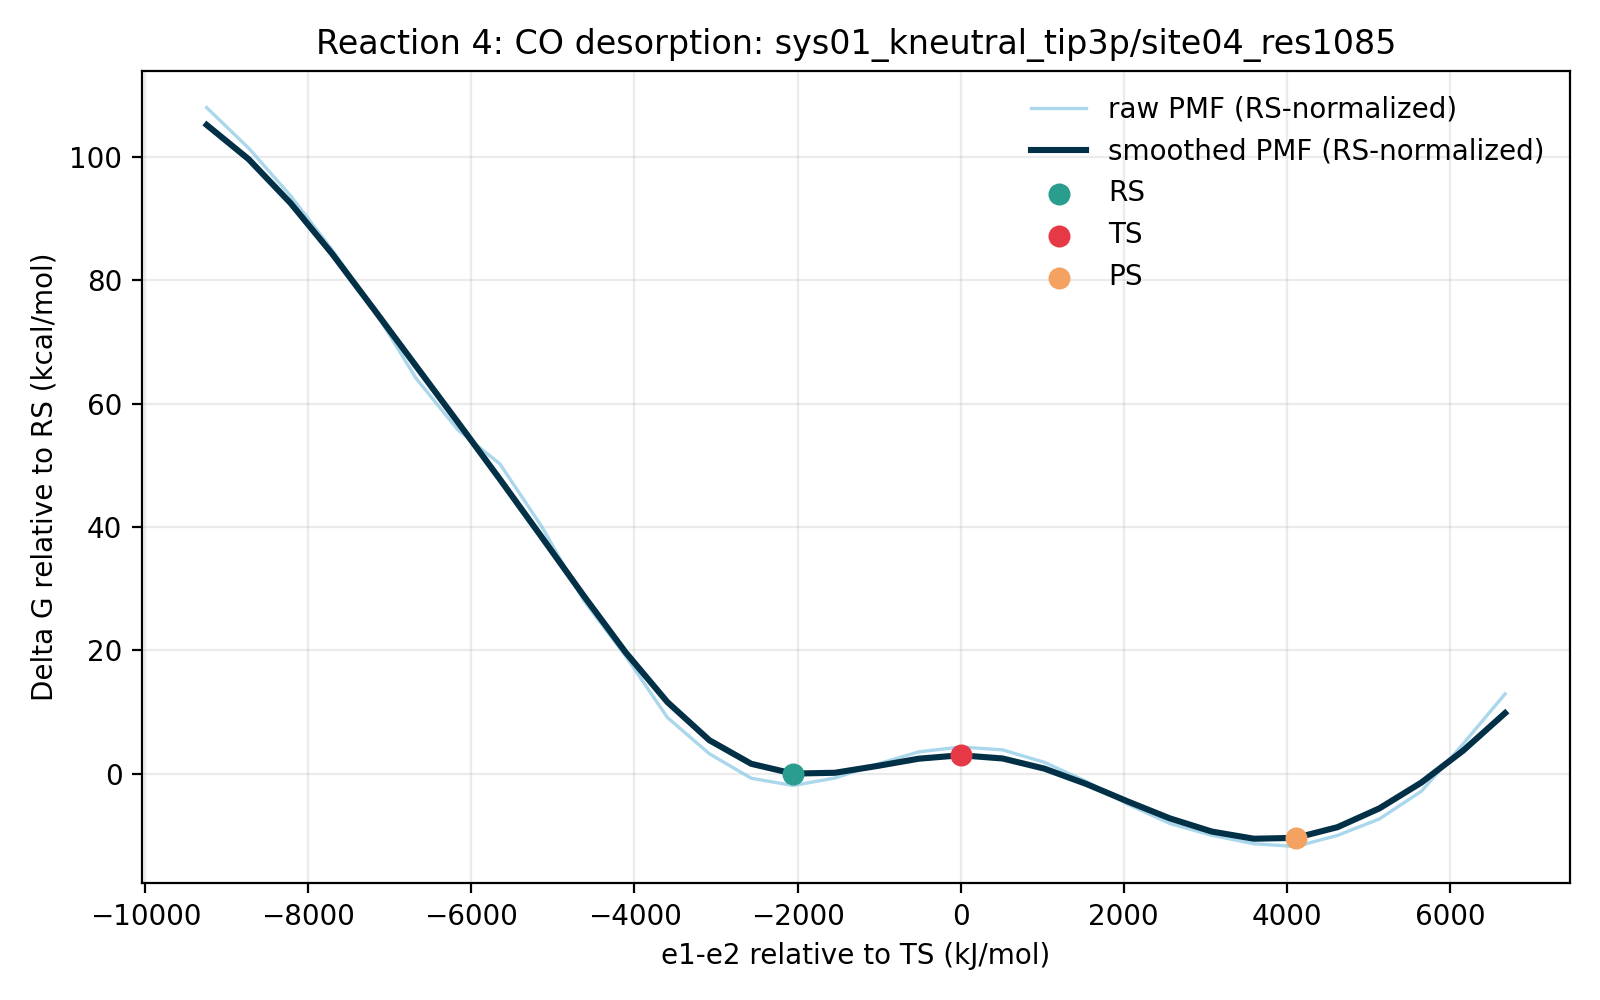 Reaction 4: CO desorption: sys01_kneutral_tip3p/site04_res1085
raw PMF (RS-normalized)
smoothed PMF (RS-normalized)
RS
TS
PS
Delta G relative to RS (kcal/mol)
100
80
60
40
20
0
−10000 −8000 −6000 −4000 −2000 0 2000 4000 6000
e1-e2 relative to TS (kJ/mol)